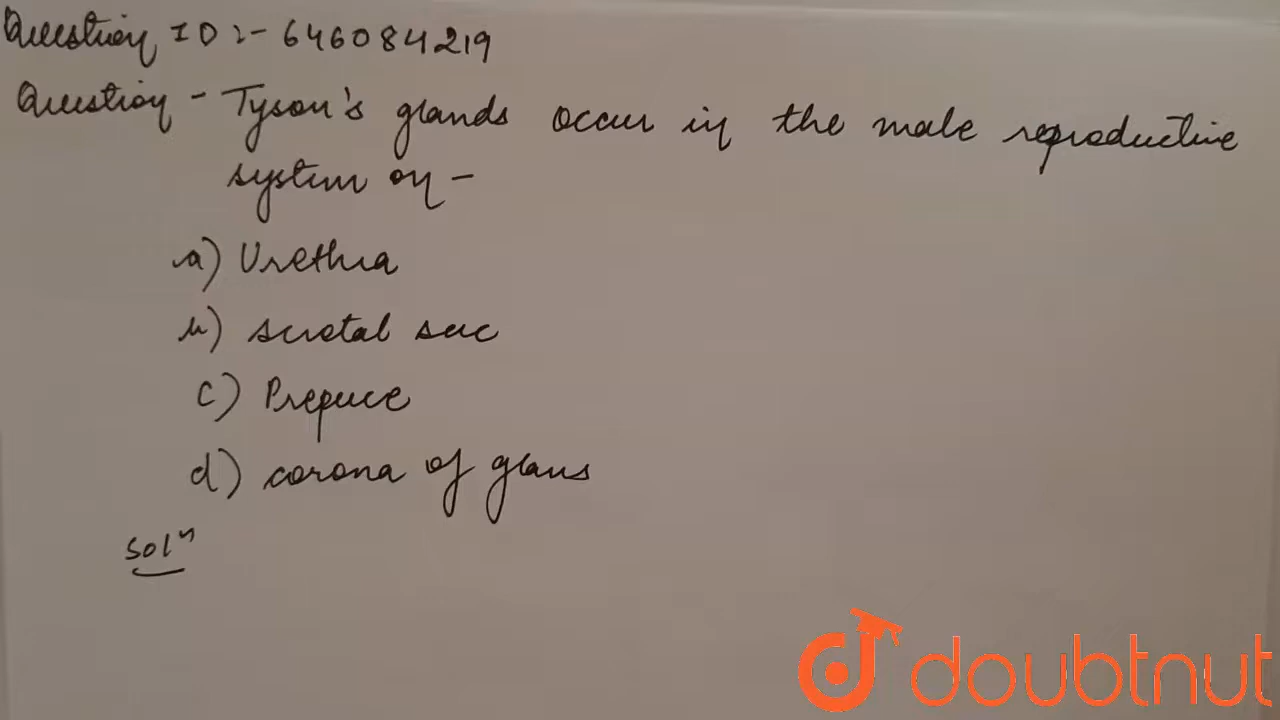 Question ID :- 646084219
Question - Tyson's glands occur in the male reproductive
system on -
a) Urethra
b) scrotal sac
c) Prepuce
d) corona of glans
Solⁿ
doubtnut